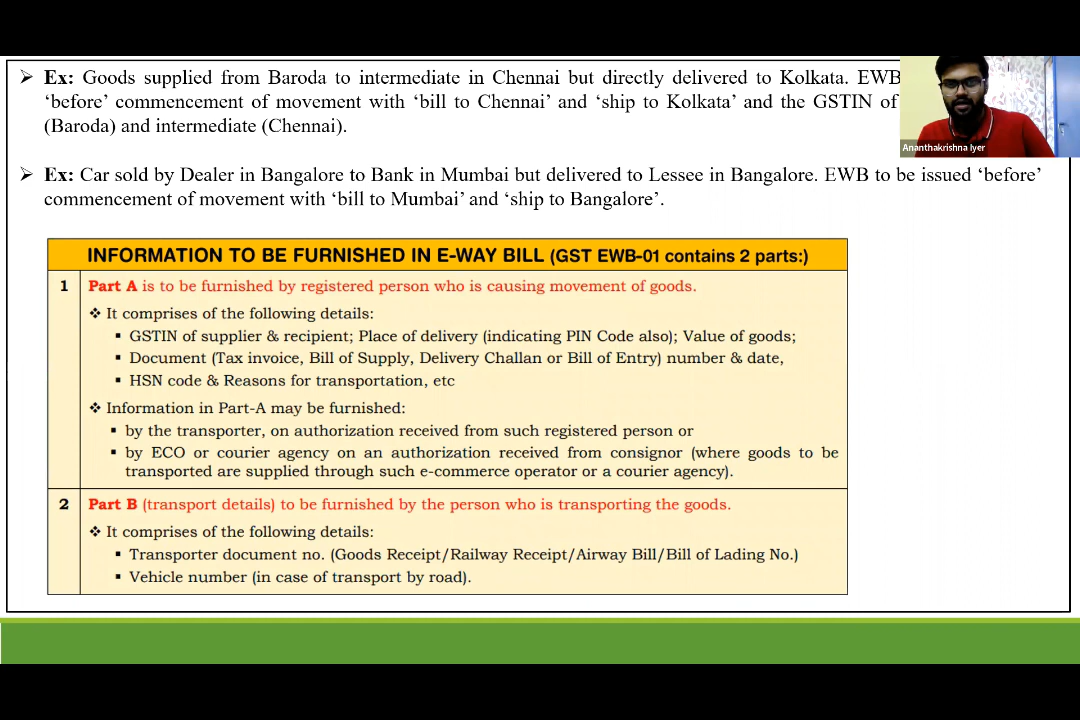 ➢ Ex: Goods supplied from Baroda to intermediate in Chennai but directly delivered to Kolkata. EWB
‘before’ commencement of movement with ‘bill to Chennai’ and ‘ship to Kolkata’ and the GSTIN of
(Baroda) and intermediate (Chennai).
Ananthakrishna Iyer
➢ Ex: Car sold by Dealer in Bangalore to Bank in Mumbai but delivered to Lessee in Bangalore. EWB to be issued ‘before’
commencement of movement with ‘bill to Mumbai’ and ‘ship to Bangalore’.
INFORMATION TO BE FURNISHED IN E-WAY BILL (GST EWB-01 contains 2 parts:)
1 Part A is to be furnished by registered person who is causing movement of goods.
❖ It comprises of the following details:
▪ GSTIN of supplier & recipient; Place of delivery (indicating PIN Code also); Value of goods;
▪ Document (Tax invoice, Bill of Supply, Delivery Challan or Bill of Entry) number & date,
▪ HSN code & Reasons for transportation, etc
❖ Information in Part-A may be furnished:
▪ by the transporter, on authorization received from such registered person or
▪ by ECO or courier agency on an authorization received from consignor (where goods to be
transported are supplied through such e-commerce operator or a courier agency).
2 Part B (transport details) to be furnished by the person who is transporting the goods.
❖ It comprises of the following details:
▪ Transporter document no. (Goods Receipt/Railway Receipt/Airway Bill/Bill of Lading No.)
▪ Vehicle number (in case of transport by road).